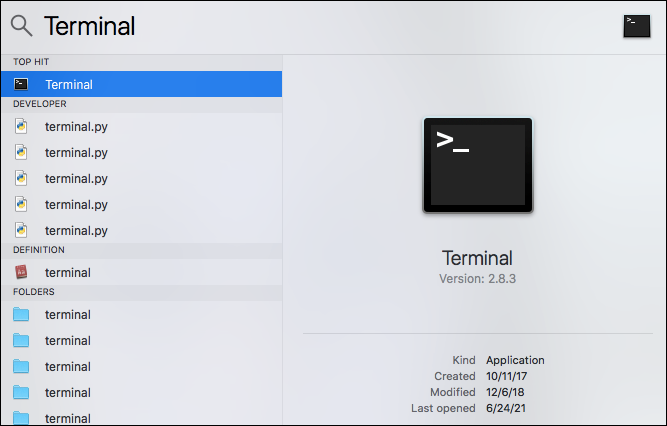 Terminal
TOP HIT
Terminal
DEVELOPER
terminal.py
terminal.py
terminal.py
terminal.py
terminal.py
DEFINITION
terminal
FOLDERS
terminal
terminal
terminal
terminal
terminal
>_
Terminal
Version: 2.8.3
Kind Application
Created 10/11/17
Modified 12/6/18
Last opened 6/24/21